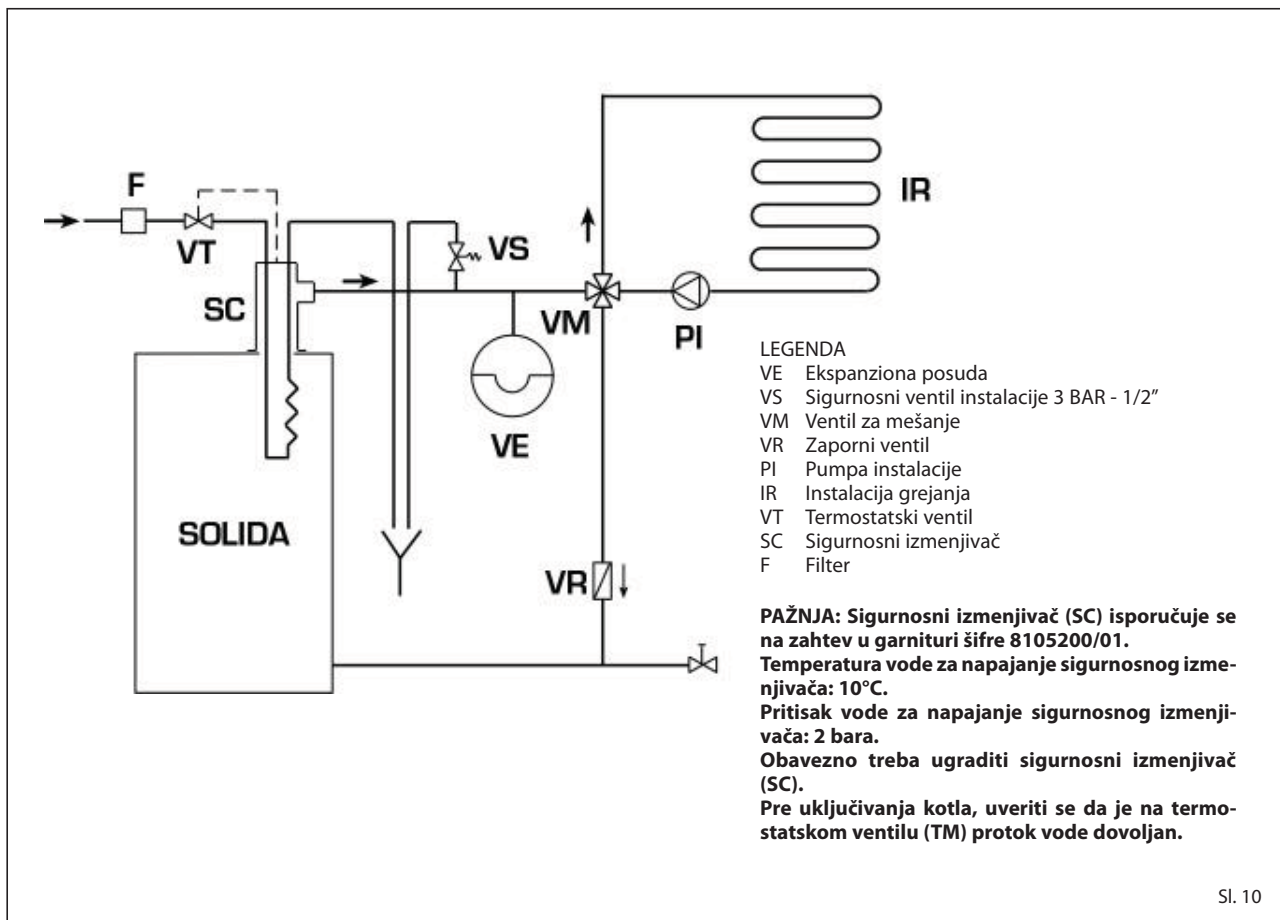 F
VT
SC
VS
VM
PI
IR
VE
SOLIDA
VR
LEGENDA
VE Ekspanziona posuda
VS Sigurnosni ventil instalacije 3 BAR - 1/2”
VM Ventil za mešanje
VR Zaporni ventil
PI Pumpa instalacije
IR Instalacija grejanja
VT Termostatski ventil
SC Sigurnosni izmenjivač
F Filter
PAŽNJA: Sigurnosni izmenjivač (SC) isporučuje se
na zahtev u garnituri šifre 8105200/01.
Temperatura vode za napajanje sigurnosnog izme-
njivača: 10°C.
Pritisak vode za napajanje sigurnosnog izmenji-
vača: 2 bara.
Obavezno treba ugraditi sigurnosni izmenjivač
(SC).
Pre uključivanja kotla, uveriti se da je na termo-
statskom ventilu (TM) protok vode dovoljan.
Sl. 10